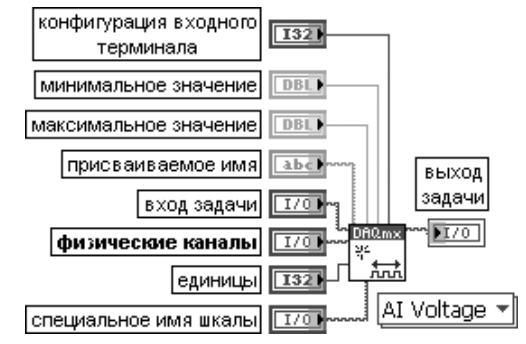 конфигурация входного
терминала
I32
минимальное значение
DBL
максимальное значение
DBL
присваиваемое имя
abc
выход
задачи
вход задачи
I/O
DAQmx
I/O
физические каналы
I/O
единицы
I32
AI Voltage
специальное имя шкалы
I/O